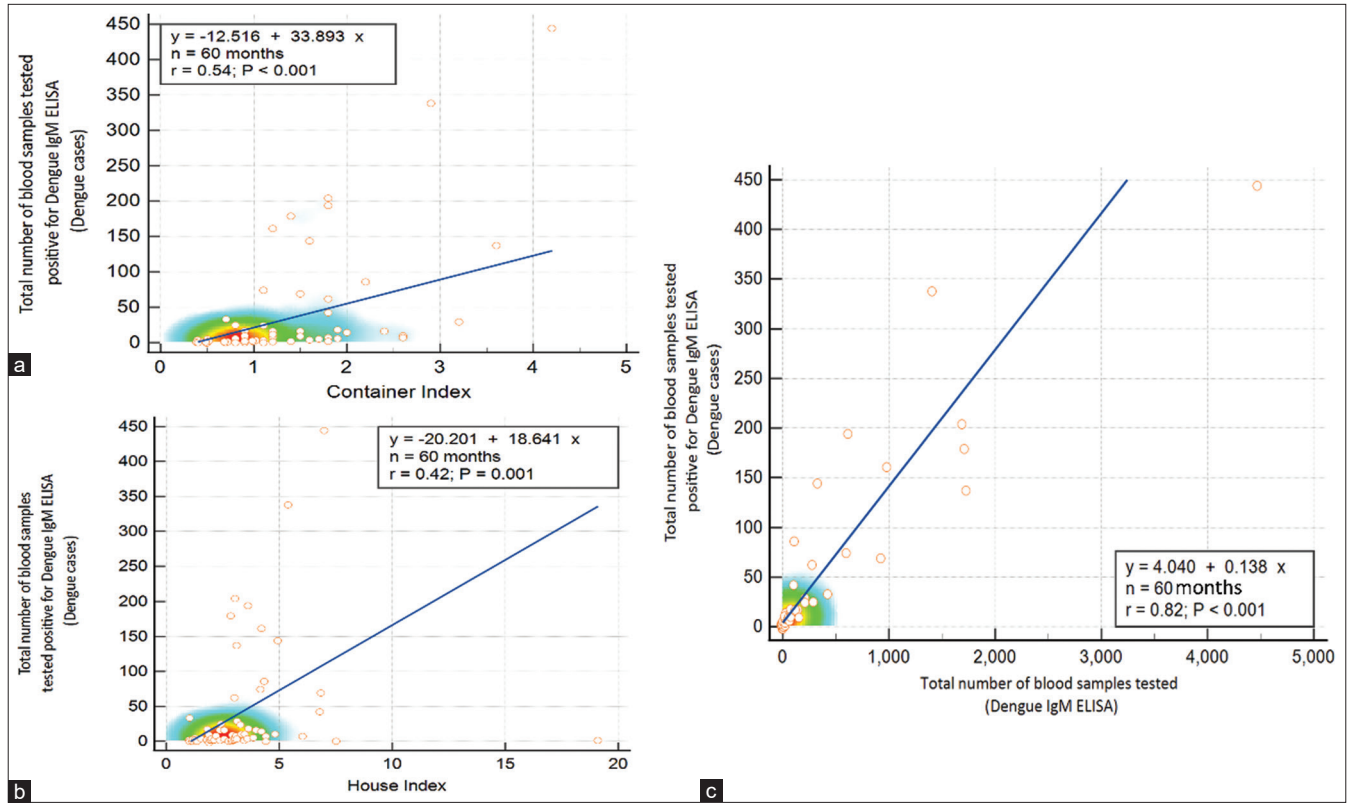 450
400
350
300
250
200
150
100
50
0
Total number of blood samples tested
positive for Dengue IgM ELISA
(Dengue cases)
y = -12.516 + 33.893 x
n = 60 months
r = 0.54; P < 0.001
0 1 2 3 4 5
Container Index
a
450
400
350
300
250
200
150
100
50
0
Total number of blood samples
tested positive for Dengue IgM ELISA
(Dengue cases)
y = -20.201 + 18.641 x
n = 60 months
r = 0.42; P = 0.001
0 5 10 15 20
House Index
b
450
400
350
300
250
200
150
100
50
0
Total number of blood samples tested
positive for Dengue IgM ELISA
(Dengue cases)
y = 4.040 + 0.138 x
n = 60 months
r = 0.82; P < 0.001
0 1,000 2,000 3,000 4,000 5,000
Total number of blood samples tested
(Dengue IgM ELISA)
c